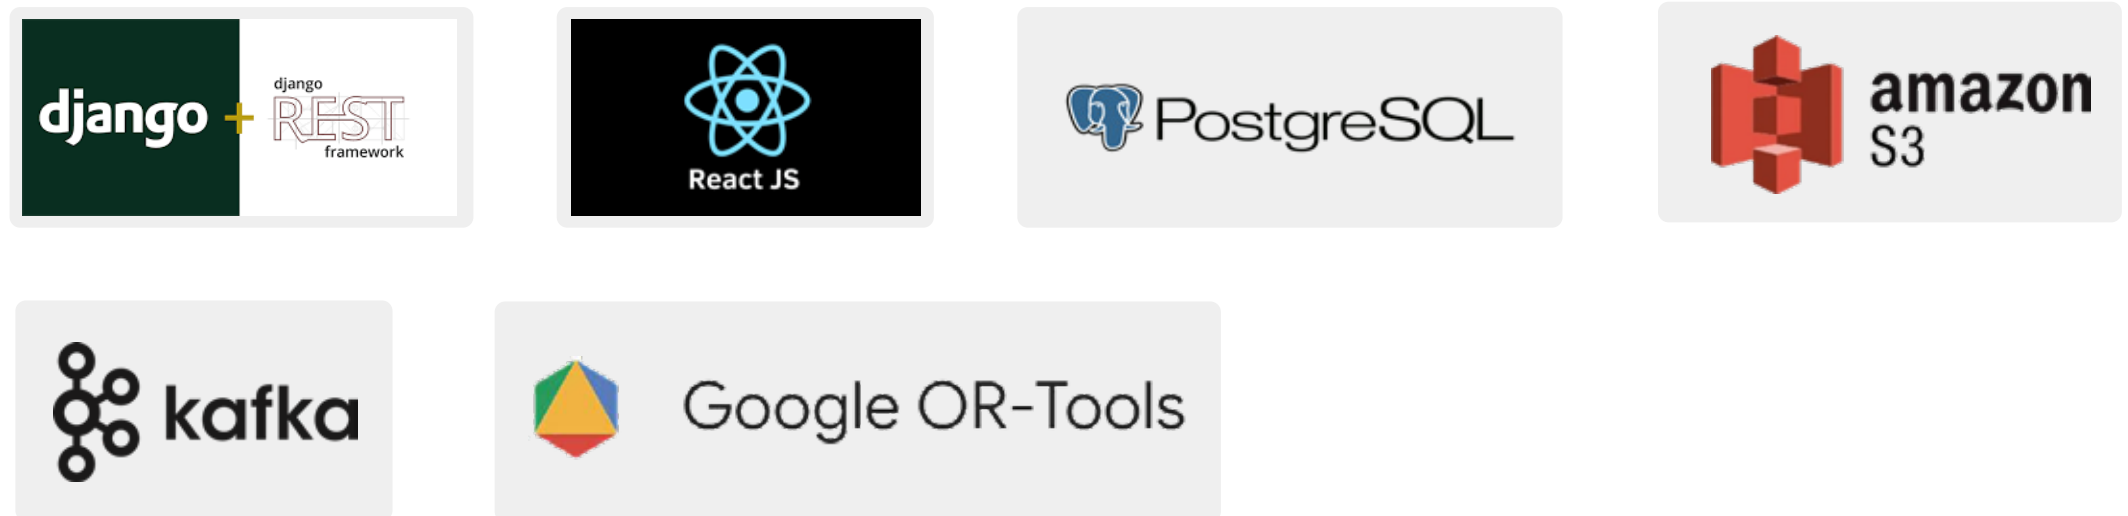 django + django
REST
framework
React JS
PostgreSQL
amazon
S3
kafka
Google OR-Tools